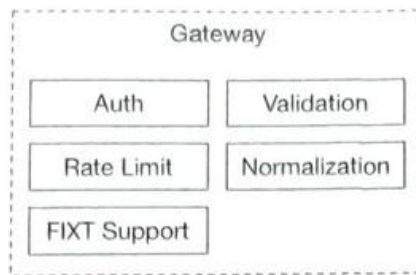 Gateway
Auth
Validation
Rate Limit
Normalization
FIXT Support